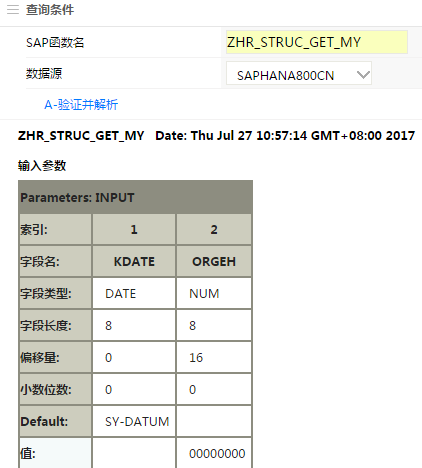 查询条件
SAP函数名 ZHR_STRUC_GET_MY
数据源 SAPHANA800CN
A-验证并解析
ZHR_STRUC_GET_MY Date: Thu Jul 27 10:57:14 GMT+08:00 2017
输入参数
Parameters: INPUT
索引: 1 2
字段名: KDATE ORGEH
字段类型: DATE NUM
字段长度: 8 8
偏移量: 0 16
小数位数: 0 0
Default: SY-DATUM
值: 00000000